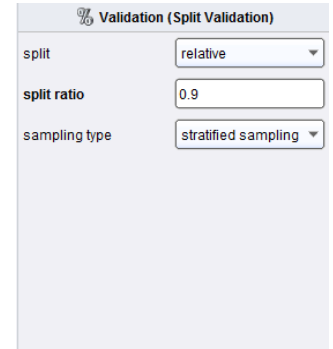 Validation (Split Validation)
split relative
split ratio 0.9
sampling type stratified sampling